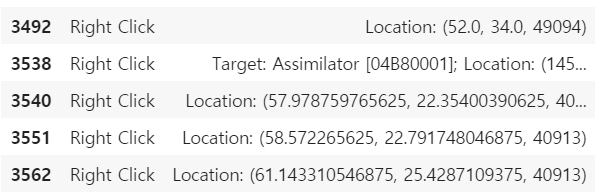 3492 Right Click Location: (52.0, 34.0, 49094)
3538 Right Click Target: Assimilator [04B80001]; Location: (145...
3540 Right Click Location: (57.978759765625, 22.35400390625, 40...
3551 Right Click Location: (58.572265625, 22.791748046875, 40913)
3562 Right Click Location: (61.143310546875, 25.4287109375, 40913)